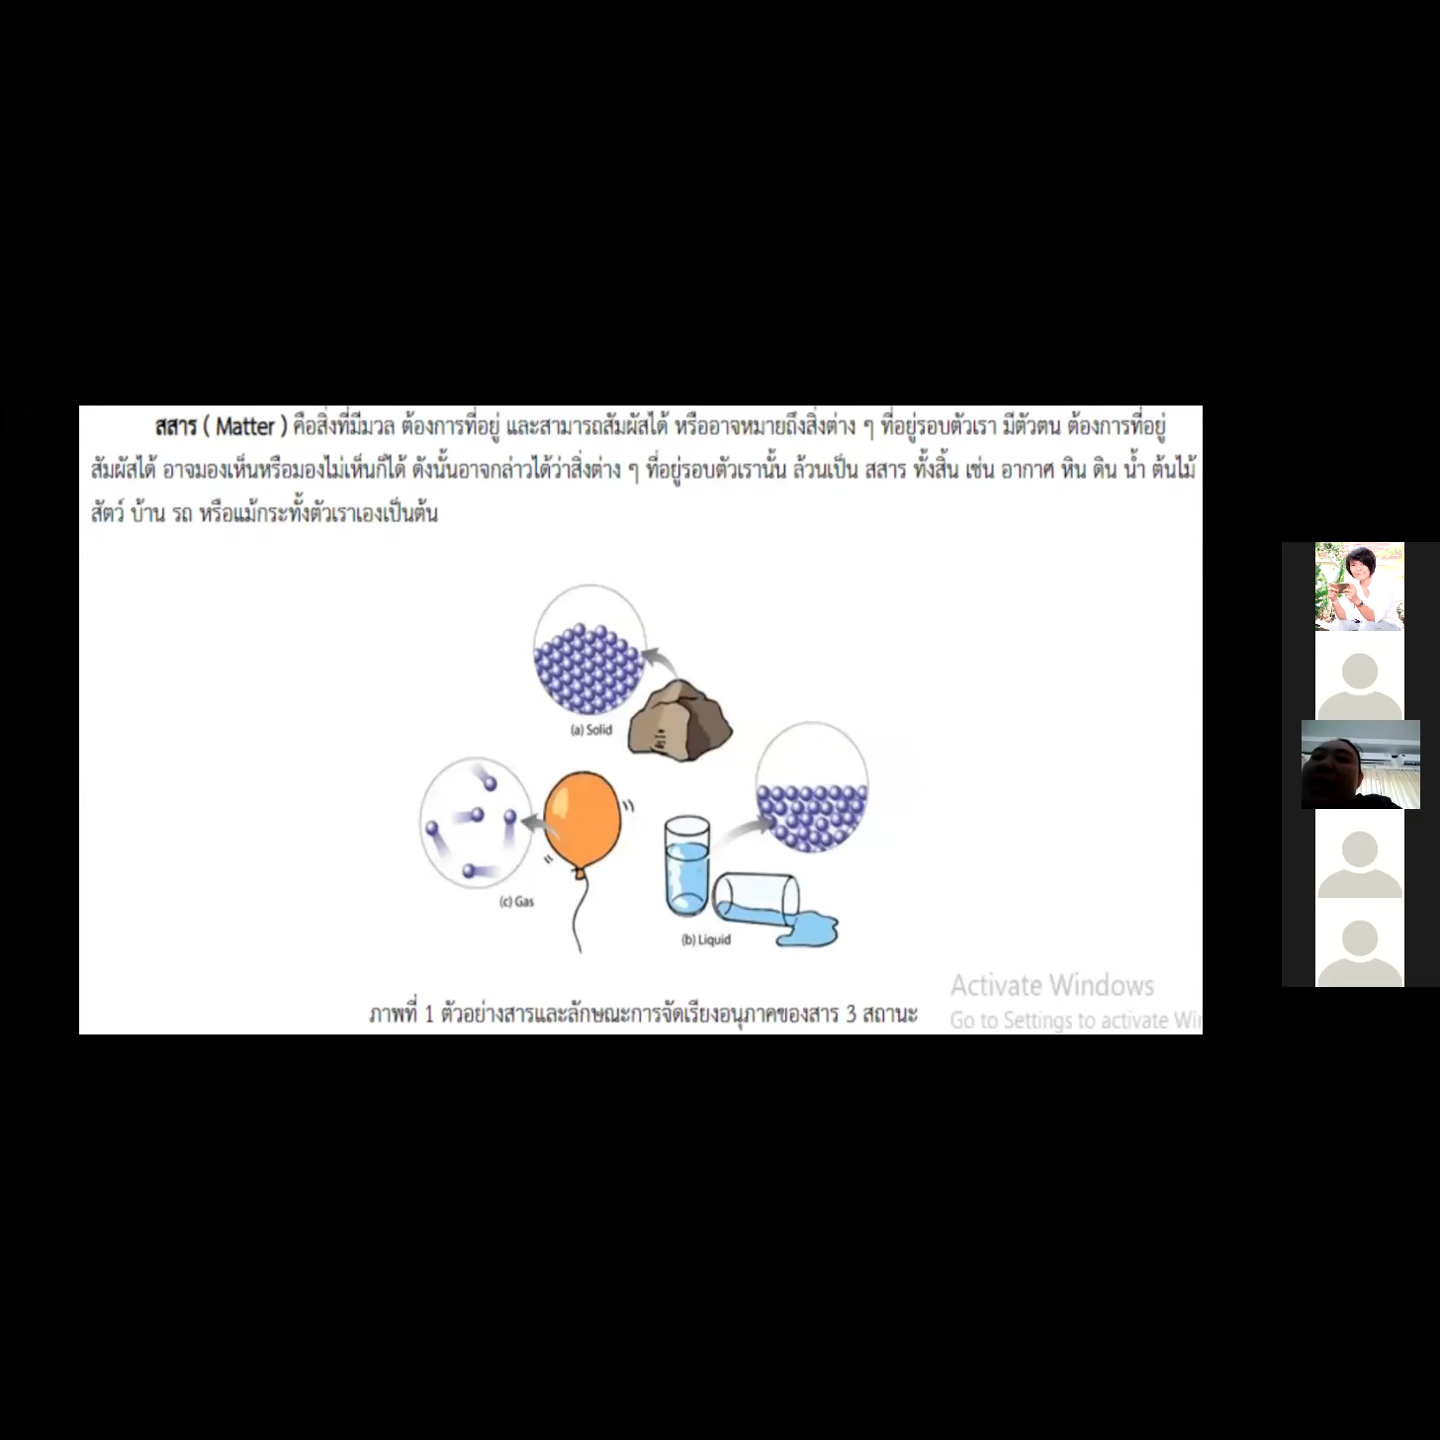 สสาร ( Matter ) คือสิ่งที่มีมวล ต้องการที่อยู่ และสามารถสัมผัสได้ หรืออาจหมายถึงสิ่งต่าง ๆ ที่อยู่รอบตัวเรา มีตัวตน ต้องการที่อยู่
สัมผัสได้ อาจมองเห็นหรือมองไม่เห็นก็ได้ ดังนั้นอาจกล่าวได้ว่าสิ่งต่าง ๆ ที่อยู่รอบตัวเรานั้น ล้วนเป็น สสาร ทั้งสิ้น เช่น อากาศ หิน ดิน น้ำ ต้นไม้
สัตว์ บ้าน รถ หรือแม้กระทั้งตัวเราเองเป็นต้น
(a) Solid
(c) Gas
(b) Liquid
ภาพที่ 1 ตัวอย่างสารและลักษณะการจัดเรียงอนุภาคของสาร 3 สถานะ
Activate Windows
Go to Settings to activate Wi